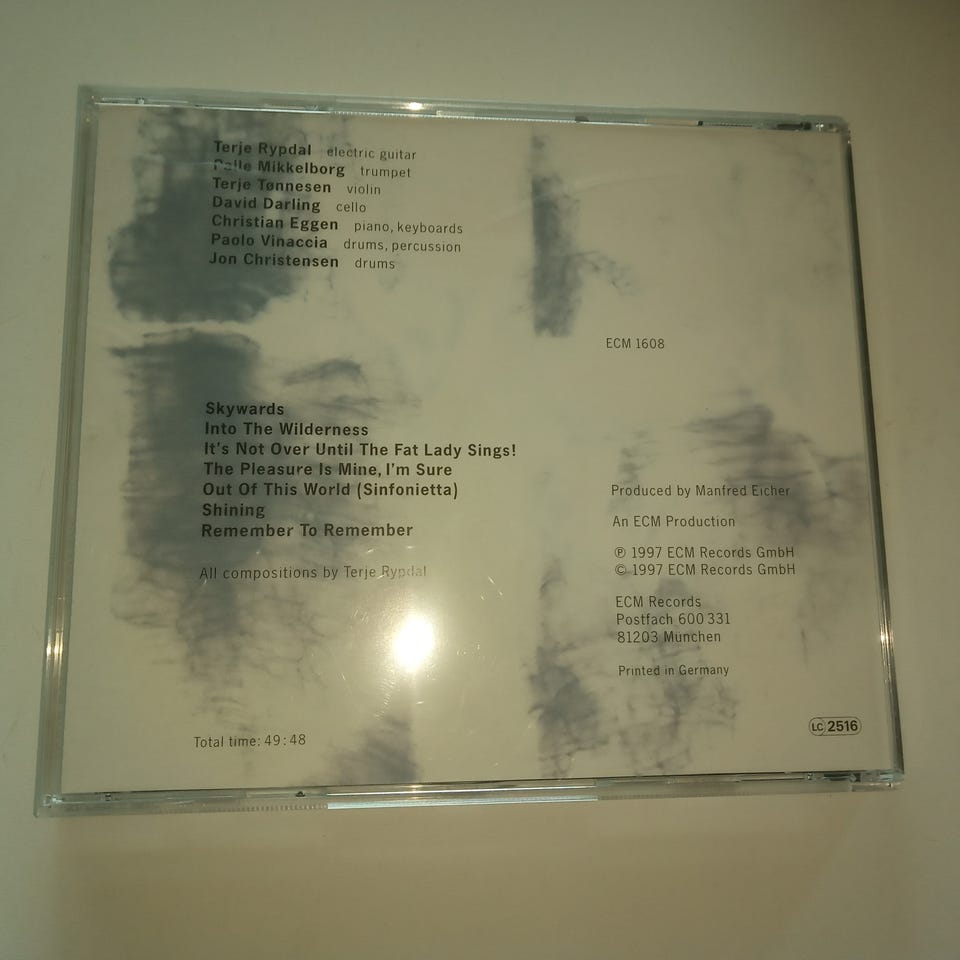 Terje Rypdal electric guitar
Palle Mikkelborg trumpet
Terje Tønnesen violin
David Darling cello
Christian Eggen piano, keyboards
Paolo Vinaccia drums, percussion
Jon Christensen drums
ECM 1608
Skywards
Into The Wilderness
It's Not Over Until The Fat Lady Sings!
The Pleasure Is Mine, I'm Sure
Out Of This World (Sinfonietta)
Shining
Remember To Remember
All compositions by Terje Rypdal
Produced by Manfred Eicher
An ECM Production
℗ 1997 ECM Records GmbH
© 1997 ECM Records GmbH
ECM Records
Postfach 600 331
81203 München
Printed in Germany
Total time: 49:48
LC 2516